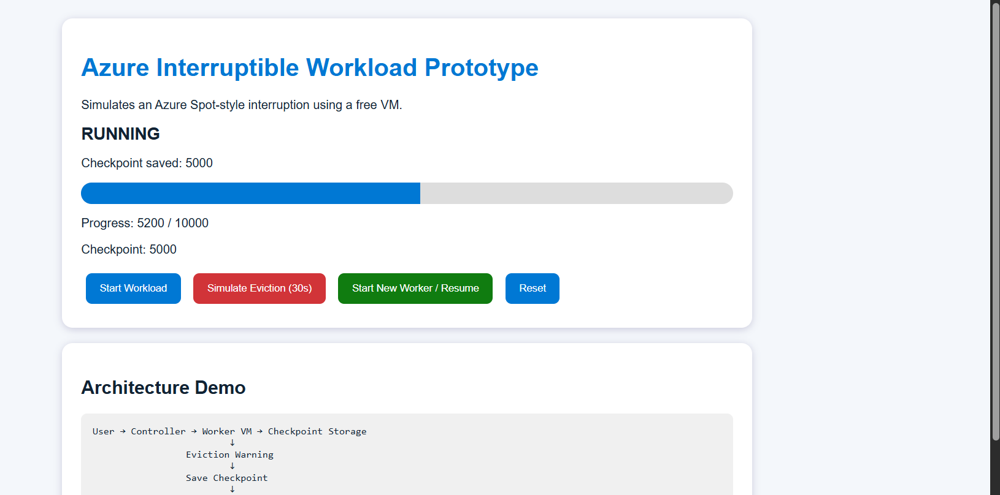 Azure Interruptible Workload Prototype
Simulates an Azure Spot-style interruption using a free VM.
RUNNING
Checkpoint saved: 5000
Progress: 5200 / 10000
Checkpoint: 5000
Start Workload
Simulate Eviction (30s)
Start New Worker / Resume
Reset
Architecture Demo
User → Controller → Worker VM → Checkpoint Storage
↓
Eviction Warning
↓
Save Checkpoint
↓